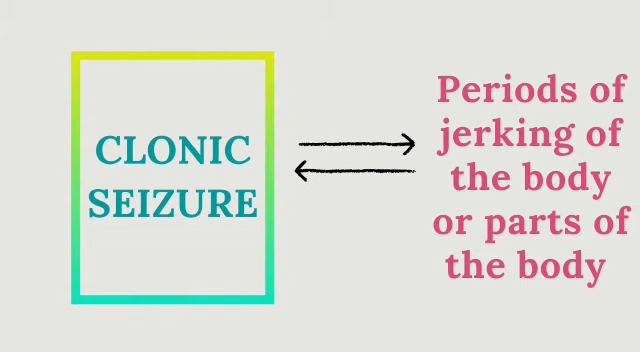 CLONIC
SEIZURE
Periods of
jerking of
the body
or parts of
the body